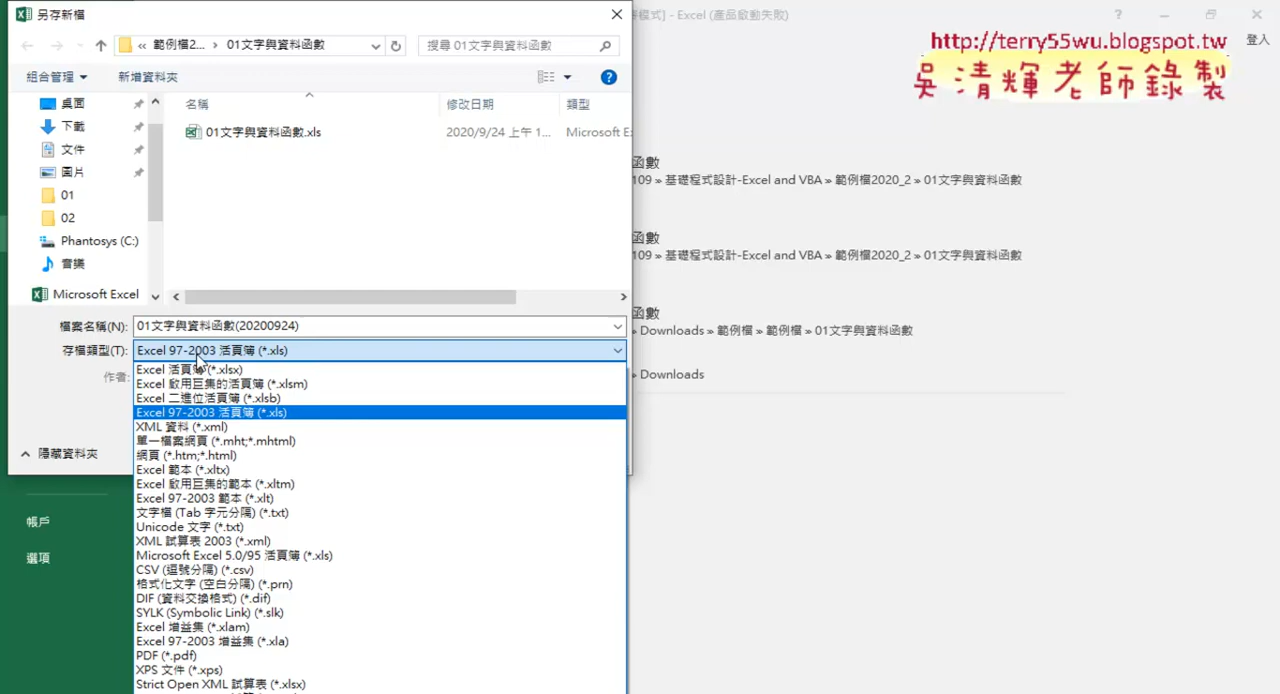 另存新檔
程式] - Excel (產品啟動失敗)
登入
http://terry55wu.blogspot.tw
吳清輝老師錄製
« 範例檔2... › 01文字與資料函數
搜尋 01文字與資料函數
組合管理
新增資料夾
名稱
修改日期
類型
桌面
下載
文件
圖片
01
02
Phantosys (C:)
音樂
Microsoft Excel
01文字與資料函數.xls
2020/9/24 上午 1...
Microsoft E
函數
109 » 基礎程式設計-Excel and VBA » 範例檔2020_2 » 01文字與資料函數
函數
109 » 基礎程式設計-Excel and VBA » 範例檔2020_2 » 01文字與資料函數
函數
» Downloads » 範例檔 » 範例檔 » 01文字與資料函數
» Downloads
檔案名稱(N): 01文字與資料函數(20200924)
存檔類型(T): Excel 97-2003 活頁簿 (*.xls)
作者:
隱藏資料夾
Excel 活頁簿 (*.xlsx)
Excel 啟用巨集的活頁簿 (*.xlsm)
Excel 二進位活頁簿 (*.xlsb)
Excel 97-2003 活頁簿 (*.xls)
XML 資料 (*.xml)
單一檔案網頁 (*.mht;*.mhtml)
網頁 (*.htm;*.html)
Excel 範本 (*.xltx)
Excel 啟用巨集的範本 (*.xltm)
Excel 97-2003 範本 (*.xlt)
文字檔 (Tab 字元分隔) (*.txt)
Unicode 文字 (*.txt)
XML 試算表 2003 (*.xml)
Microsoft Excel 5.0/95 活頁簿 (*.xls)
CSV (逗號分隔) (*.csv)
格式化文字 (空白分隔) (*.prn)
DIF (資料交換格式) (*.dif)
SYLK (Symbolic Link) (*.slk)
Excel 增益集 (*.xlam)
Excel 97-2003 增益集 (*.xla)
PDF (*.pdf)
XPS 文件 (*.xps)
Strict Open XML 試算表 (*.xlsx)
帳戶
選項